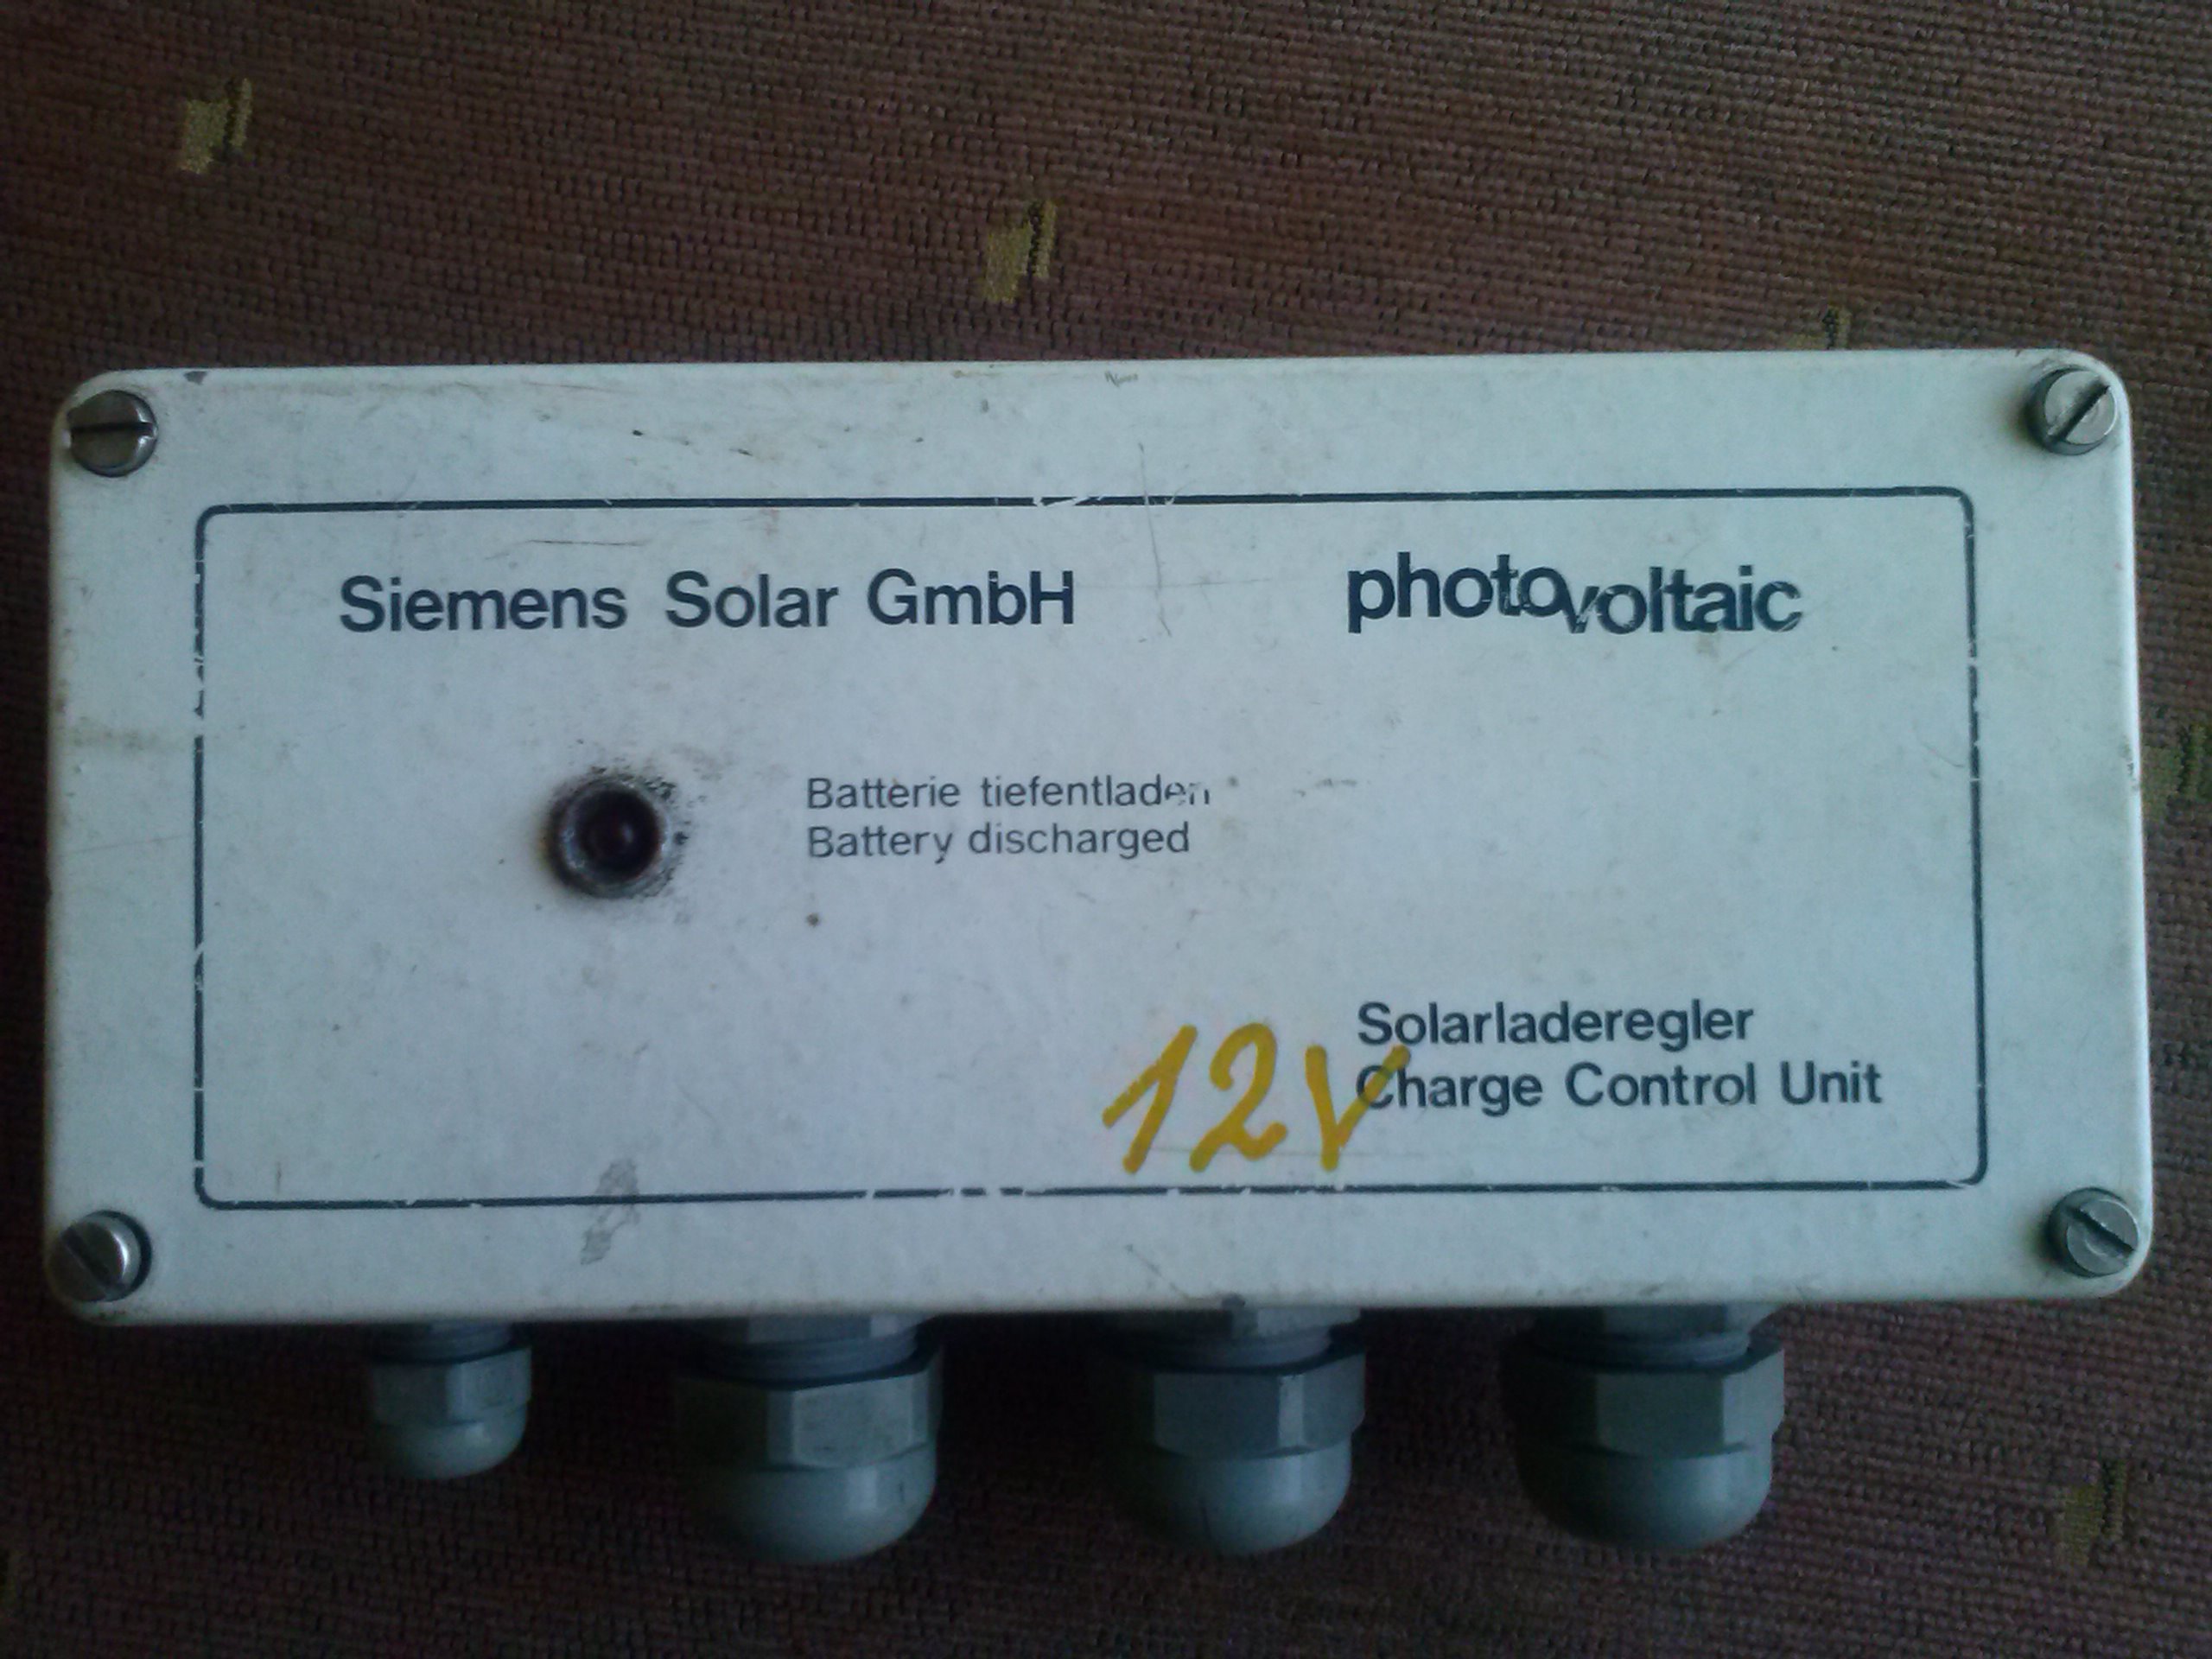 Siemens Solar GmbH photovoltaic
Batterie tiefentladen
Battery discharged
Solarladeregler
12V Charge Control Unit